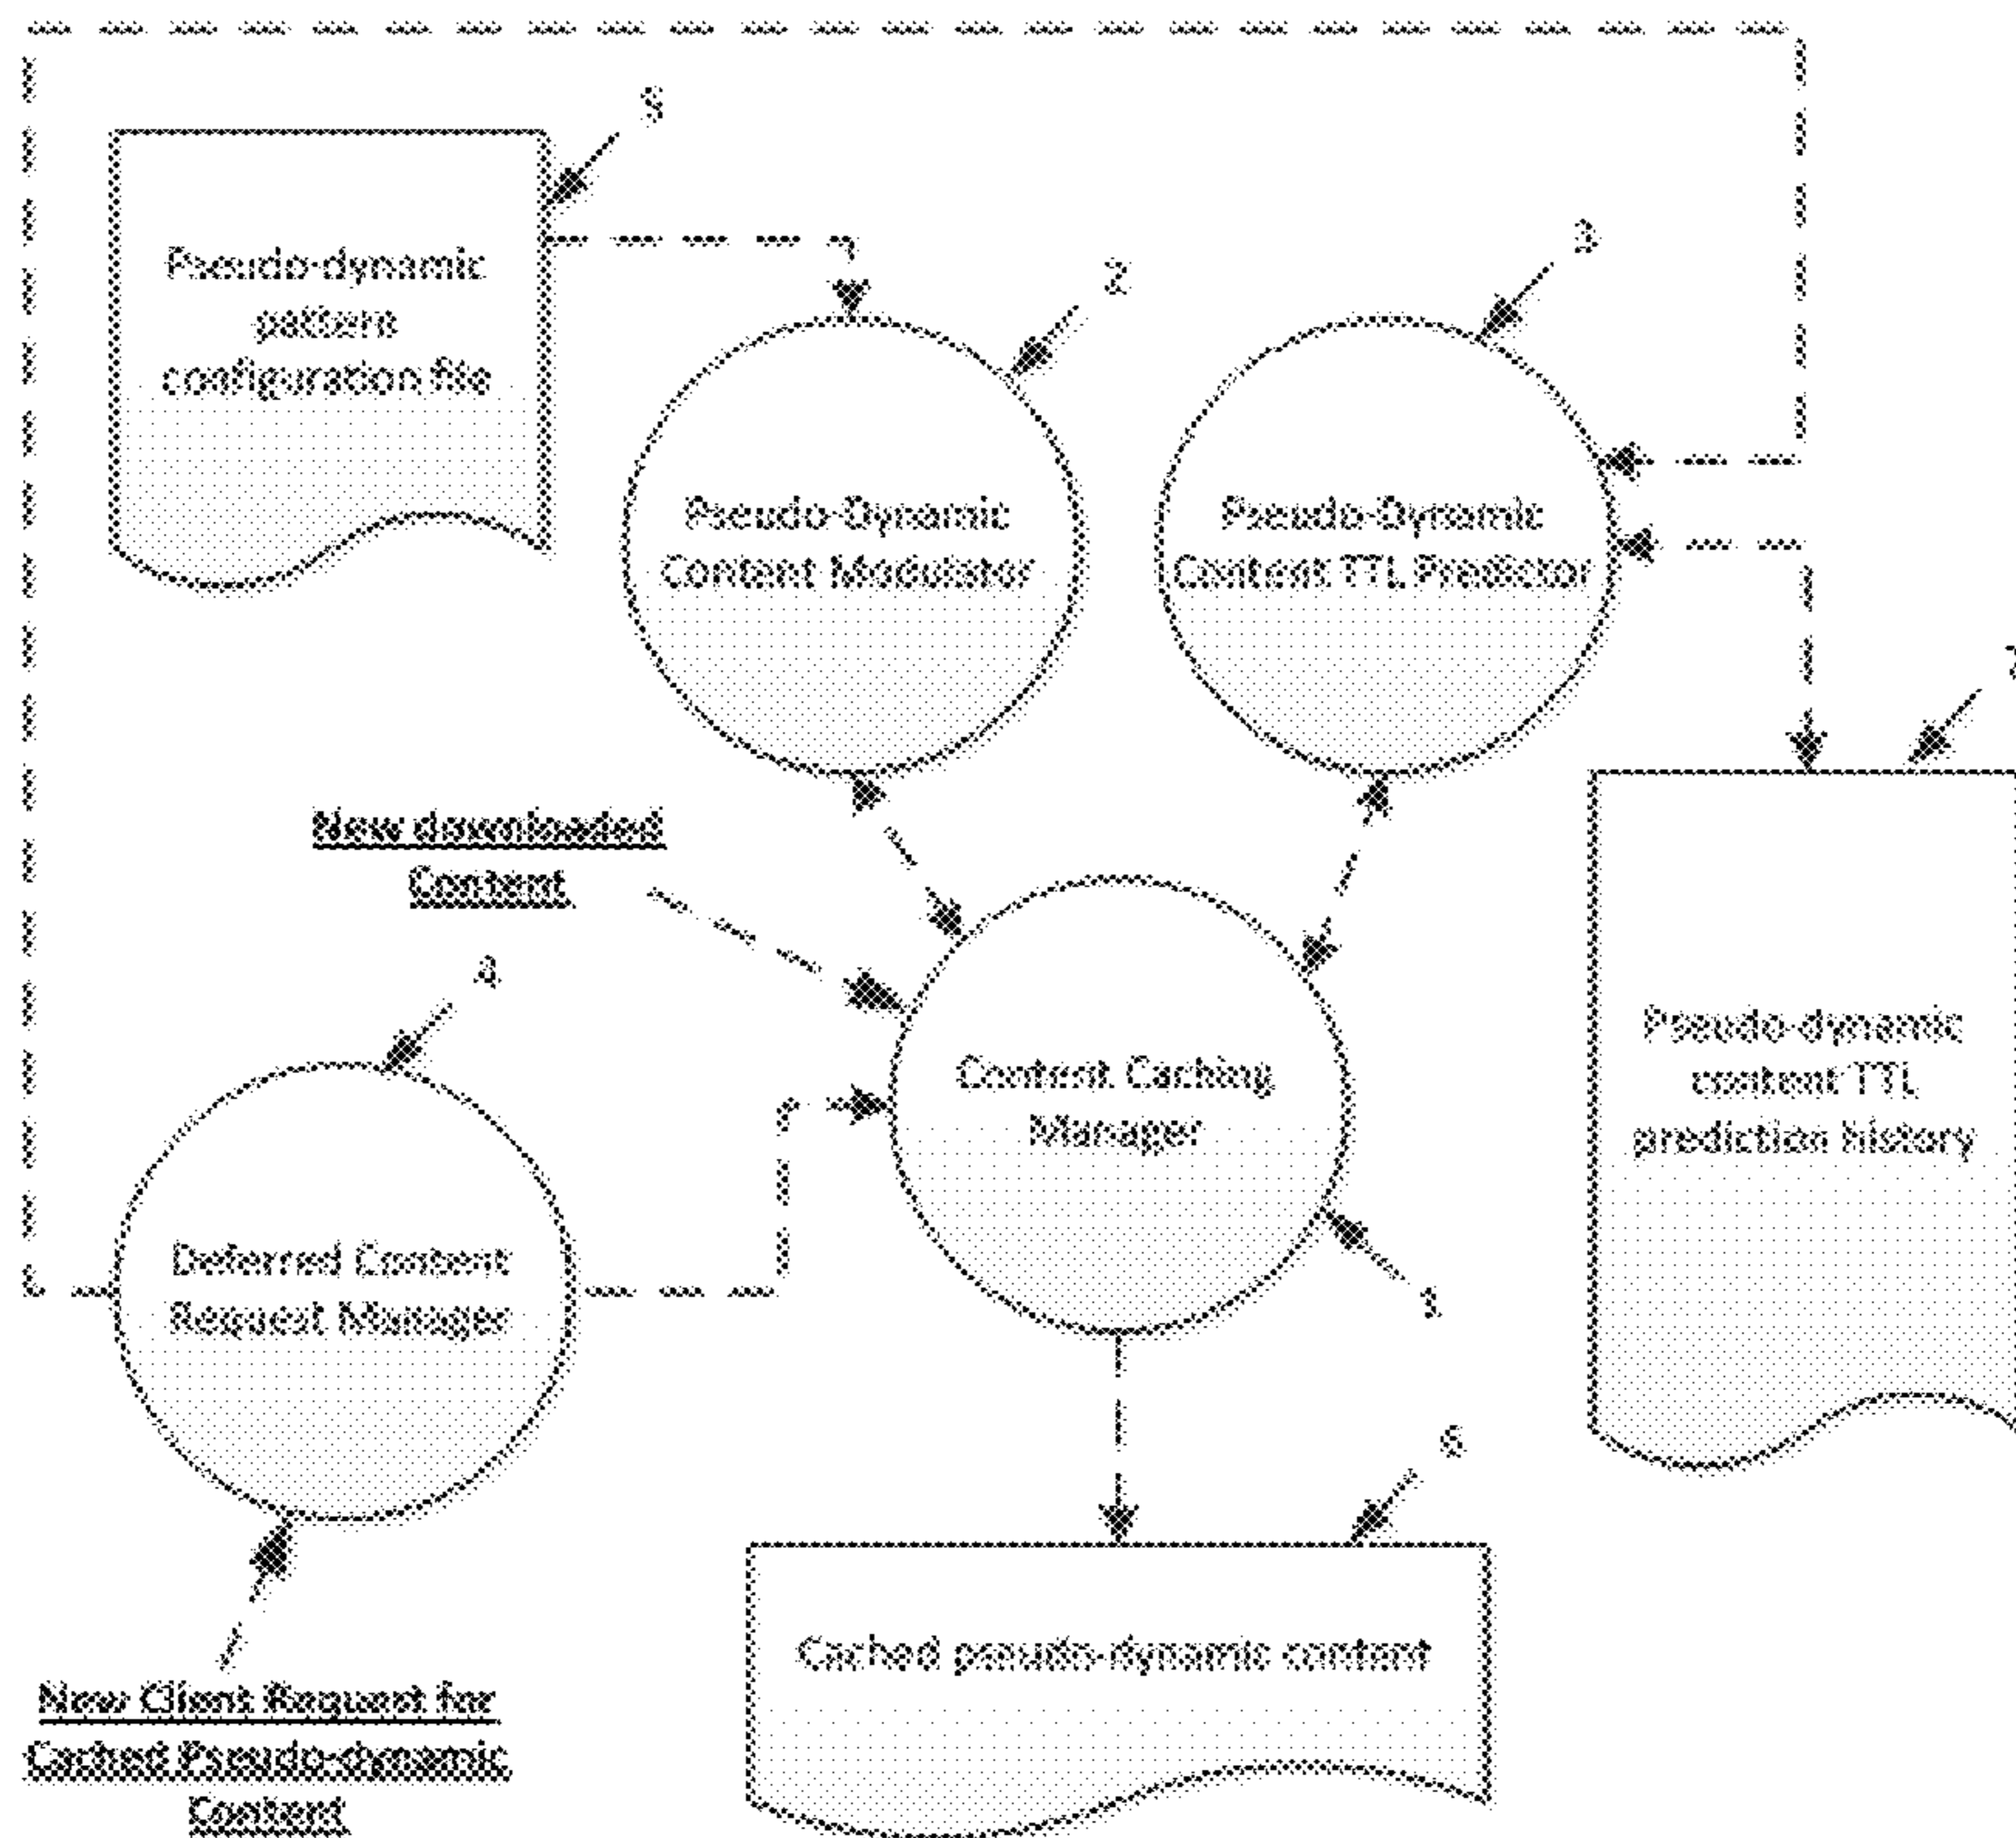 5
Pseudo-dynamic
pattern
configuration file
2
3
Pseudo-Dynamic
Content Modulator
Pseudo-Dynamic
Content TTL Predictor
7
New downloaded
Content
4
Content Caching
Manager
Pseudo-dynamic
content TTL
prediction history
Deferred Content
Request Manager
1
6
Cached pseudo-dynamic content
New Client Request for
Cached Pseudo-dynamic
Content